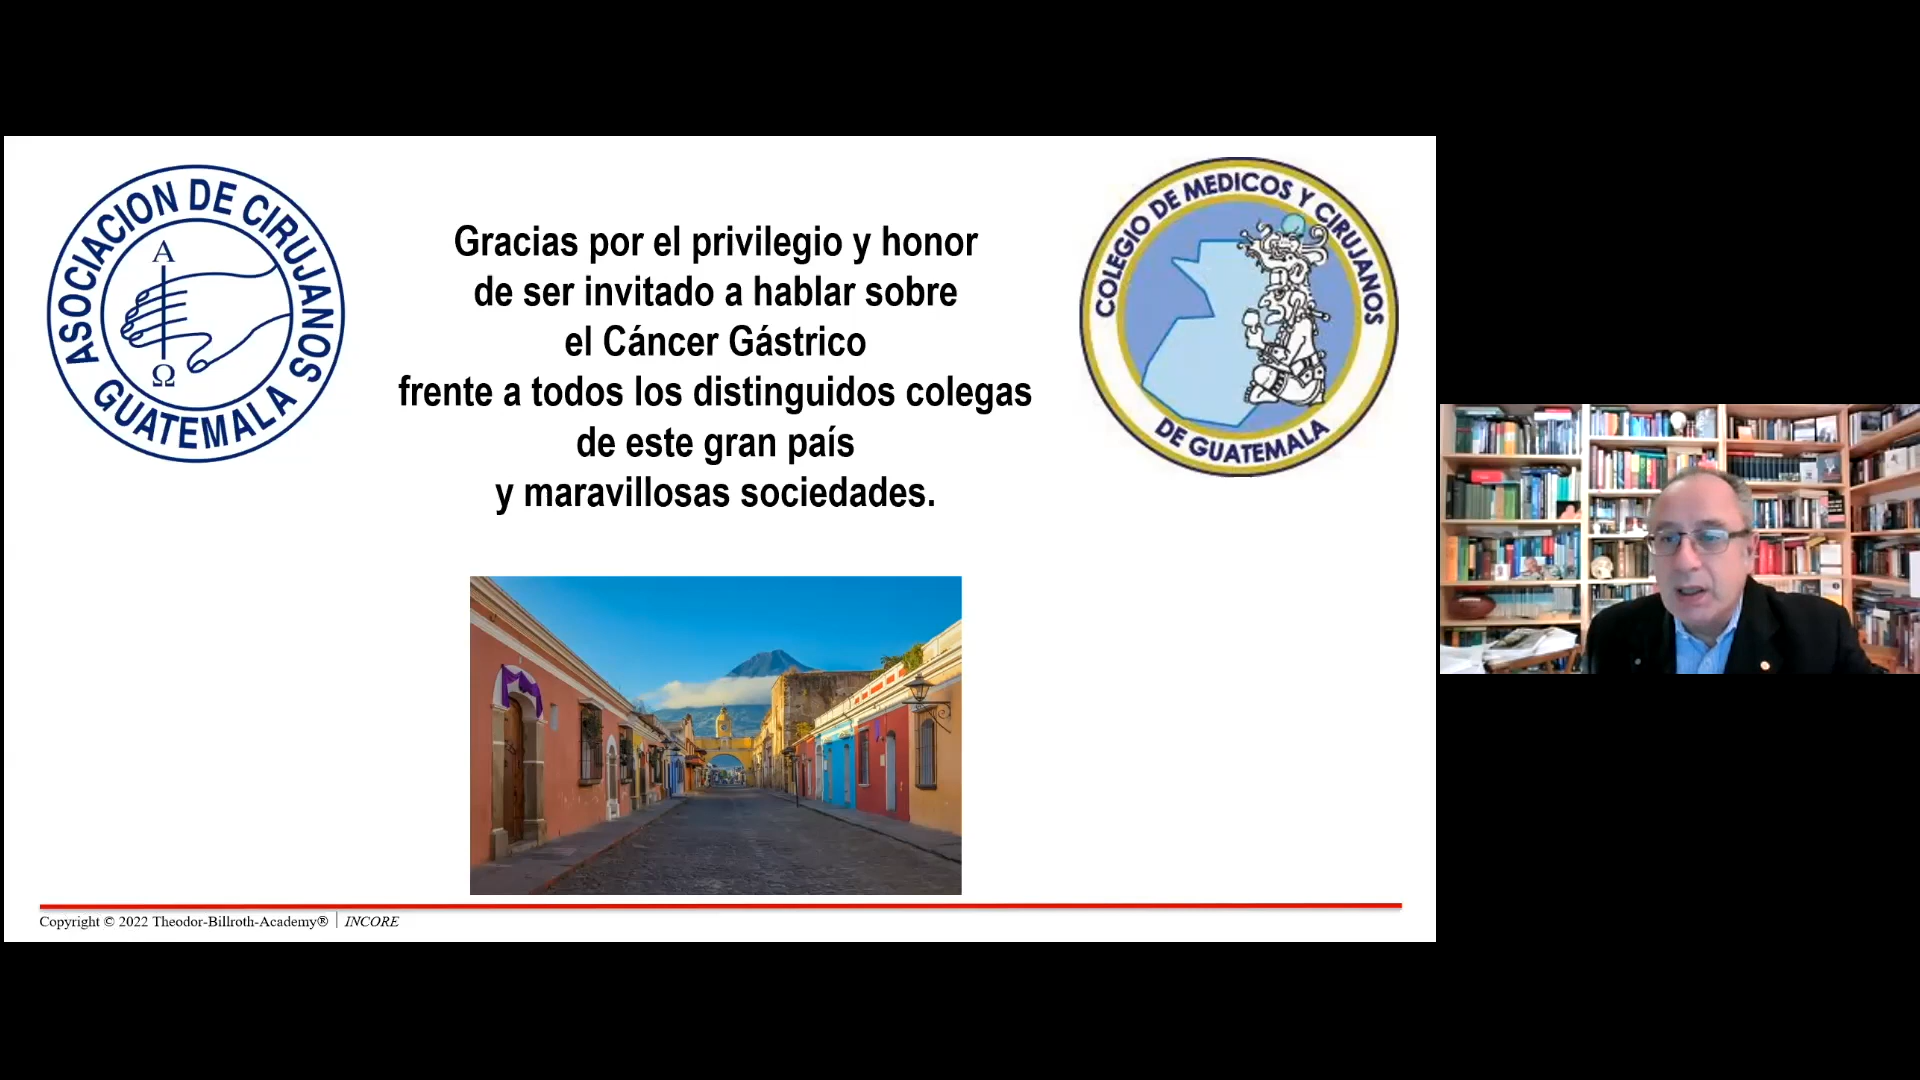 ASOCIACION DE CIRUJANOS
GUATEMALA
Α
Ω
Gracias por el privilegio y honor
de ser invitado a hablar sobre
el Cáncer Gástrico
frente a todos los distinguidos colegas
de este gran país
y maravillosas sociedades.
COLEGIO DE MEDICOS Y CIRUJANOS
DE GUATEMALA
Copyright © 2022 Theodor-Billroth-Academy® | INCORE